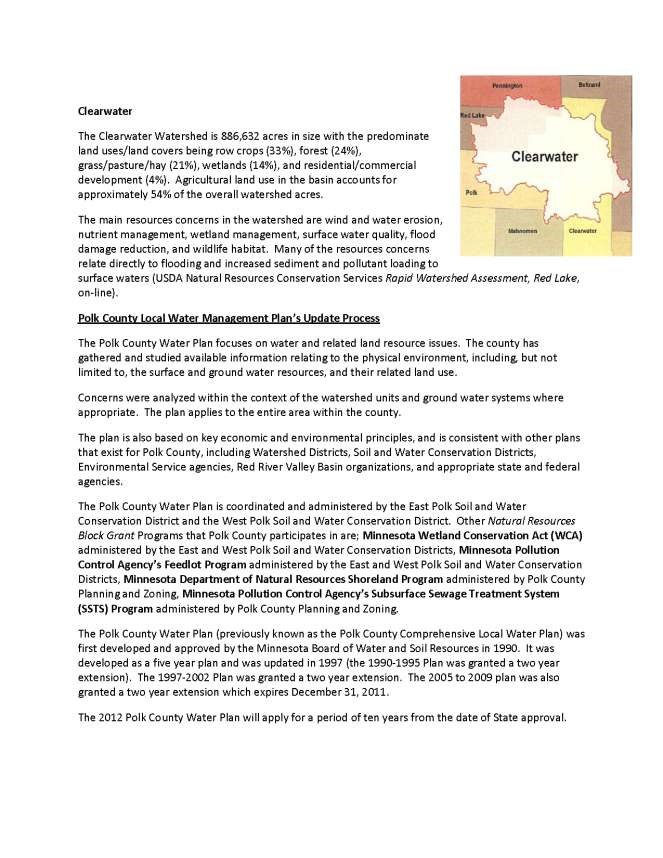 Clearwater
The Clearwater Watershed is 886,632 acres in size with the predominate
land uses/land covers being row crops (33%), forest (24%),
grass/pasture/hay (21%), wetlands (14%), and residential/commercial
development (4%).  Agricultural land use in the basin accounts for
approximately 54% of the overall watershed acres.
The main resources concerns in the watershed are wind and water erosion,
nutrient management, wetland management, surface water quality, flood
damage reduction, and wildlife habitat.  Many of the resources concerns
relate directly to flooding and increased sediment and pollutant loading to
surface waters (USDA Natural Resources Conservation Services Rapid Watershed Assessment, Red Lake,
on-line).
Pennington
Beltrami
Red Lake
Clearwater
Polk
Mahnomen
Clearwater
Polk County Local Water Management Plan's Update Process
The Polk County Water Plan focuses on water and related land resource issues.  The county has
gathered and studied available information relating to the physical environment, including, but not
limited to, the surface and ground water resources, and their related land use.
Concerns were analyzed within the context of the watershed units and ground water systems where
appropriate.  The plan applies to the entire area within the county.
The plan is also based on key economic and environmental principles, and is consistent with other plans
that exist for Polk County, including Watershed Districts, Soil and Water Conservation Districts,
Environmental Service agencies, Red River Valley Basin organizations, and appropriate state and federal
agencies.
The Polk County Water Plan is coordinated and administered by the East Polk Soil and Water
Conservation District and the West Polk Soil and Water Conservation District.  Other Natural Resources
Block Grant Programs that Polk County participates in are; Minnesota Wetland Conservation Act (WCA)
administered by the East and West Polk Soil and Water Conservation Districts, Minnesota Pollution
Control Agency's Feedlot Program administered by the East and West Polk Soil and Water Conservation
Districts, Minnesota Department of Natural Resources Shoreland Program administered by Polk County
Planning and Zoning, Minnesota Pollution Control Agency's Subsurface Sewage Treatment System
(SSTS) Program administered by Polk County Planning and Zoning.
The Polk County Water Plan (previously known as the Polk County Comprehensive Local Water Plan) was
first developed and approved by the Minnesota Board of Water and Soil Resources in 1990.  It was
developed as a five year plan and was updated in 1997 (the 1990-1995 Plan was granted a two year
extension).  The 1997-2002 Plan was granted a two year extension.  The 2005 to 2009 plan was also
granted a two year extension which expires December 31, 2011.
The 2012 Polk County Water Plan will apply for a period of ten years from the date of State approval.